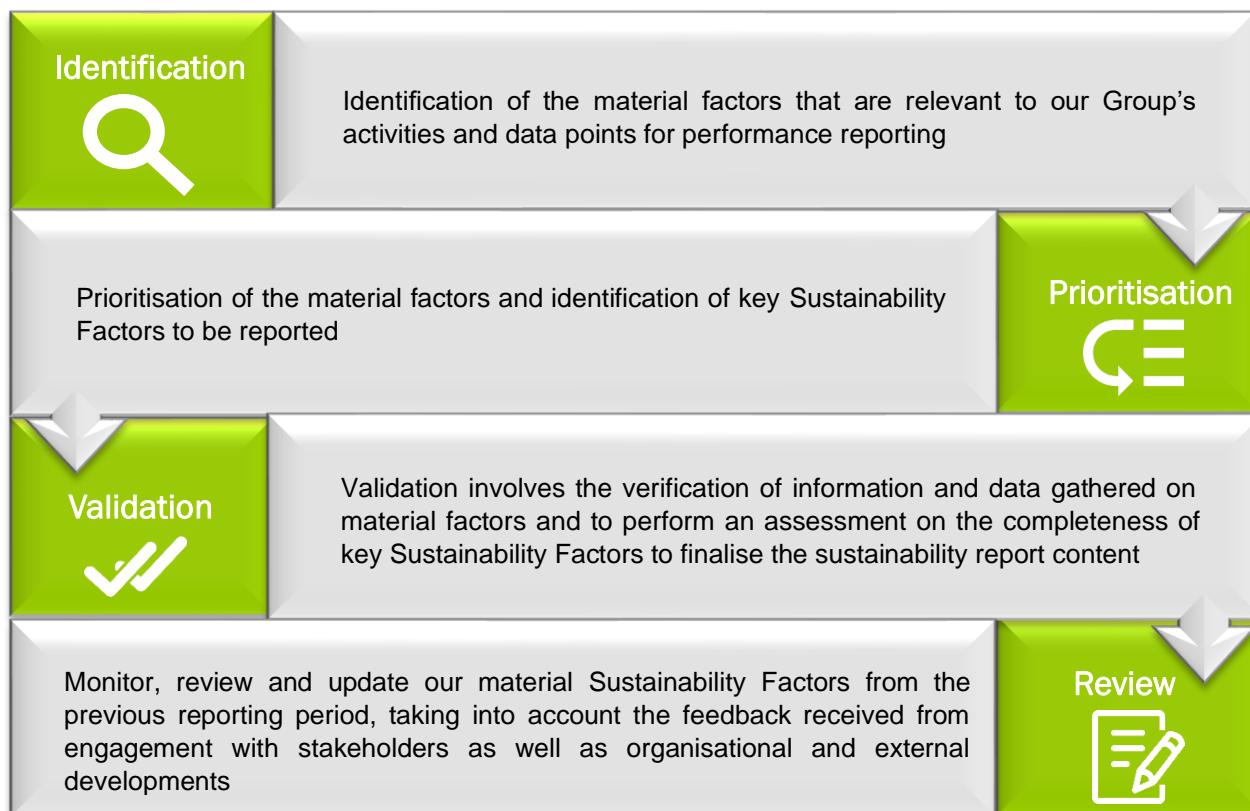 Identification
Identification of the material factors that are relevant to our Group's
activities and data points for performance reporting
Prioritisation of the material factors and identification of key Sustainability
Factors to be reported
Prioritisation
Validation
Validation involves the verification of information and data gathered on
material factors and to perform an assessment on the completeness of
key Sustainability Factors to finalise the sustainability report content
Monitor, review and update our material Sustainability Factors from the
previous reporting period, taking into account the feedback received from
engagement with stakeholders as well as organisational and external
developments
Review